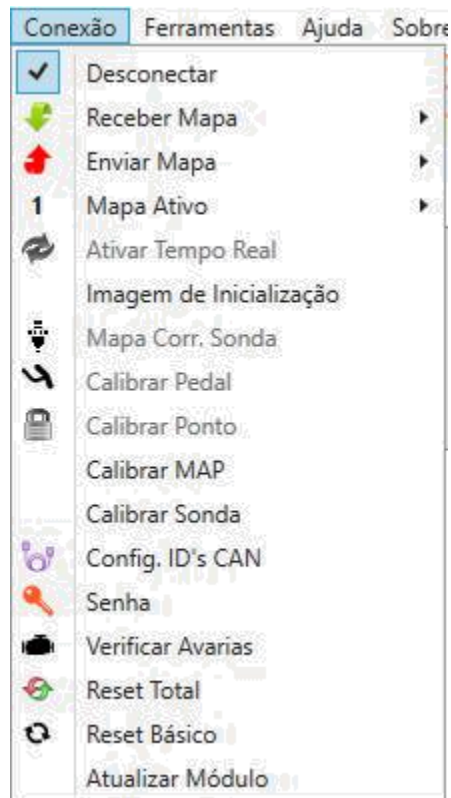 Conexão Ferramentas Ajuda Sobre
Desconectar
Receber Mapa
Enviar Mapa
1 Mapa Ativo
Ativar Tempo Real
Imagem de Inicialização
Mapa Corr. Sonda
Calibrar Pedal
Calibrar Ponto
Calibrar MAP
Calibrar Sonda
Config. ID's CAN
Senha
Verificar Avarias
Reset Total
Reset Básico
Atualizar Módulo